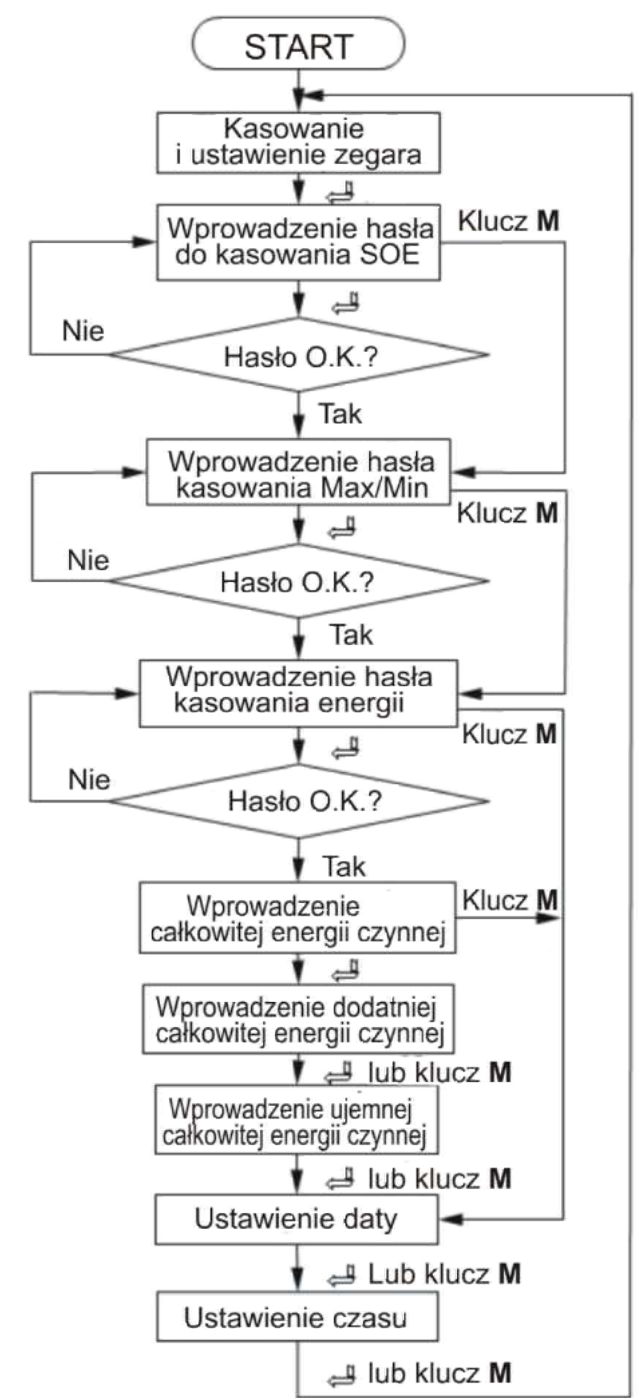 START
Kasowanie
i ustawienie zegara
Wprowadzenie hasła
do kasowania SOE
Klucz M
Nie
Hasło O.K.?
Tak
Wprowadzenie hasła
kasowania Max/Min
Klucz M
Nie
Hasło O.K.?
Tak
Wprowadzenie hasła
kasowania energii
Klucz M
Nie
Hasło O.K.?
Tak
Wprowadzenie
całkowitej energii czynnej
Klucz M
Wprowadzenie dodatniej
całkowitej energii czynnej
lub klucz M
Wprowadzenie ujemnej
całkowitej energii czynnej
lub klucz M
Ustawienie daty
Lub klucz M
Ustawienie czasu
lub klucz M